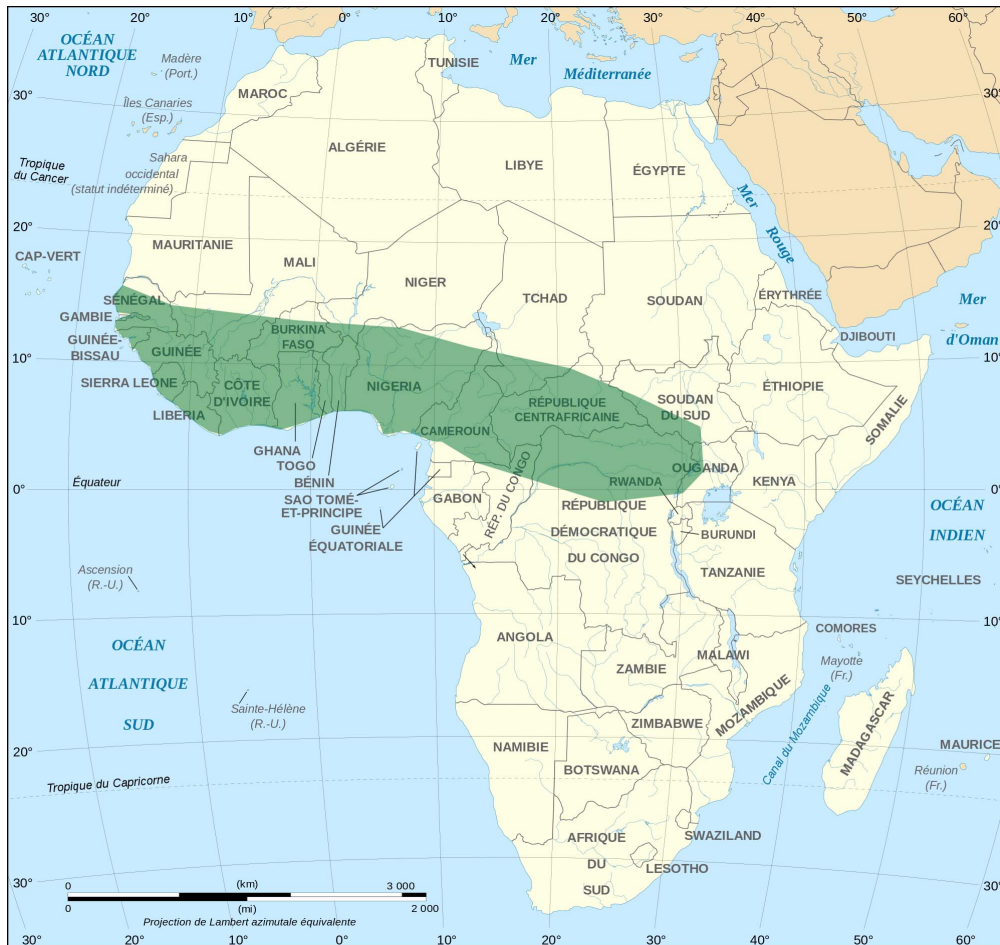 30° 20° 10° 0° 10° 20° 30° 40° 50° 60°
OCÉAN
ATLANTIQUE
NORD
Madère
(Port.)
TUNISIE
Mer
Méditerranée
30°
30°
MAROC
Îles Canaries
(Esp.)
ALGÉRIE
LIBYE
ÉGYPTE
Tropique
du Cancer
Sahara
occidental
(statut indéterminé)
Mer
Rouge
20°
20°
CAP-VERT
MAURITANIE
MALI
NIGER
TCHAD
SOUDAN
ÉRYTHRÉE
Mer
d'Oman
SÉNÉGAL
GAMBIE
GUINÉE-
BISSAU
GUINÉE
BURKINA
FASO
DJIBOUTI
10°
10°
SIERRA LEONE
LIBERIA
CÔTE
D'IVOIRE
NIGERIA
RÉPUBLIQUE
CENTRAFRICAINE
SOUDAN
DU SUD
ÉTHIOPIE
SOMALIE
CAMEROUN
GHANA
TOGO
BÉNIN
SAO TOMÉ-
ET-PRINCIPE
GUINÉE
ÉQUATORIALE
Équateur
0°
0°
GABON
RÉP. DU CONGO
OUGANDA
RWANDA
KENYA
RÉPUBLIQUE
DÉMOCRATIQUE
DU CONGO
BURUNDI
TANZANIE
OCÉAN
INDIEN
SEYCHELLES
Ascension
(R.-U.)
10°
10°
OCÉAN
ATLANTIQUE
SUD
ANGOLA
ZAMBIE
MALAWI
COMORES
Mayotte
(Fr.)
Sainte-Hélène
(R.-U.)
MOZAMBIQUE
Canal du Mozambique
MADAGASCAR
ZIMBABWE
NAMIBIE
BOTSWANA
MAURICE
Réunion
(Fr.)
20°
20°
Tropique du Capricorne
AFRIQUE
DU
SUD
SWAZILAND
LESOTHO
30°
30°
0 (km) 3 000
0 (mi) 2 000
Projection de Lambert azimutale équivalente
30° 20° 10° 0° 10° 20° 30° 40° 50° 60°